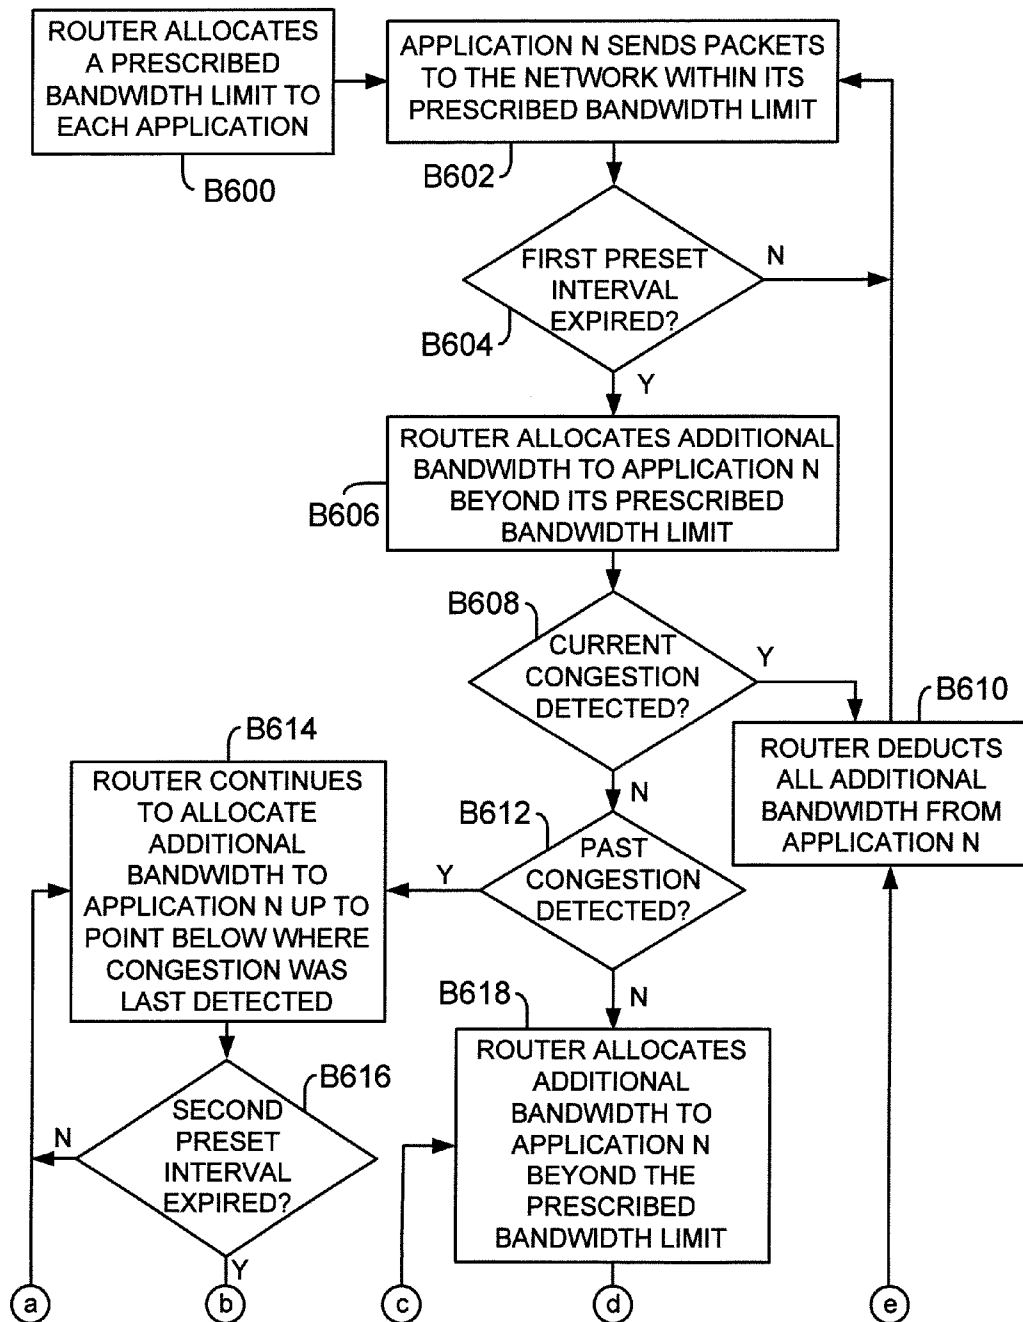 ROUTER ALLOCATES
A PRESCRIBED
BANDWIDTH LIMIT TO
EACH APPLICATION
B600
APPLICATION N SENDS PACKETS
TO THE NETWORK WITHIN ITS
PRESCRIBED BANDWIDTH LIMIT
B602
FIRST PRESET
INTERVAL
EXPIRED?
N
B604
Y
ROUTER ALLOCATES ADDITIONAL
BANDWIDTH TO APPLICATION N
BEYOND ITS PRESCRIBED
BANDWIDTH LIMIT
B606
B608
CURRENT
CONGESTION
DETECTED?
Y
N
B610
ROUTER DEDUCTS
ALL ADDITIONAL
BANDWIDTH FROM
APPLICATION N
B612
PAST
CONGESTION
DETECTED?
Y
N
B614
ROUTER CONTINUES
TO ALLOCATE
ADDITIONAL
BANDWIDTH TO
APPLICATION N UP TO
POINT BELOW WHERE
CONGESTION WAS
LAST DETECTED
B616
SECOND
PRESET
INTERVAL
EXPIRED?
N
Y
B618
ROUTER ALLOCATES
ADDITIONAL
BANDWIDTH TO
APPLICATION N
BEYOND THE
PRESCRIBED
BANDWIDTH LIMIT
a
b
c
d
e